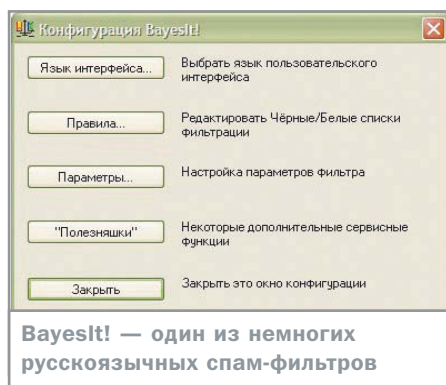 Конфигурация BayesIt!
Язык интерфейса...
Выбрать язык пользовательского
интерфейса
Правила...
Редактировать Чёрные/Белые списки
фильтрации
Параметры...
Настройка параметров фильтра
"Полезняшки"
Некоторые дополнительные сервисные
функции
Закрыть
Закрыть это окно конфигурации
BayesIt! — один из немногих
русскоязычных спам-фильтров